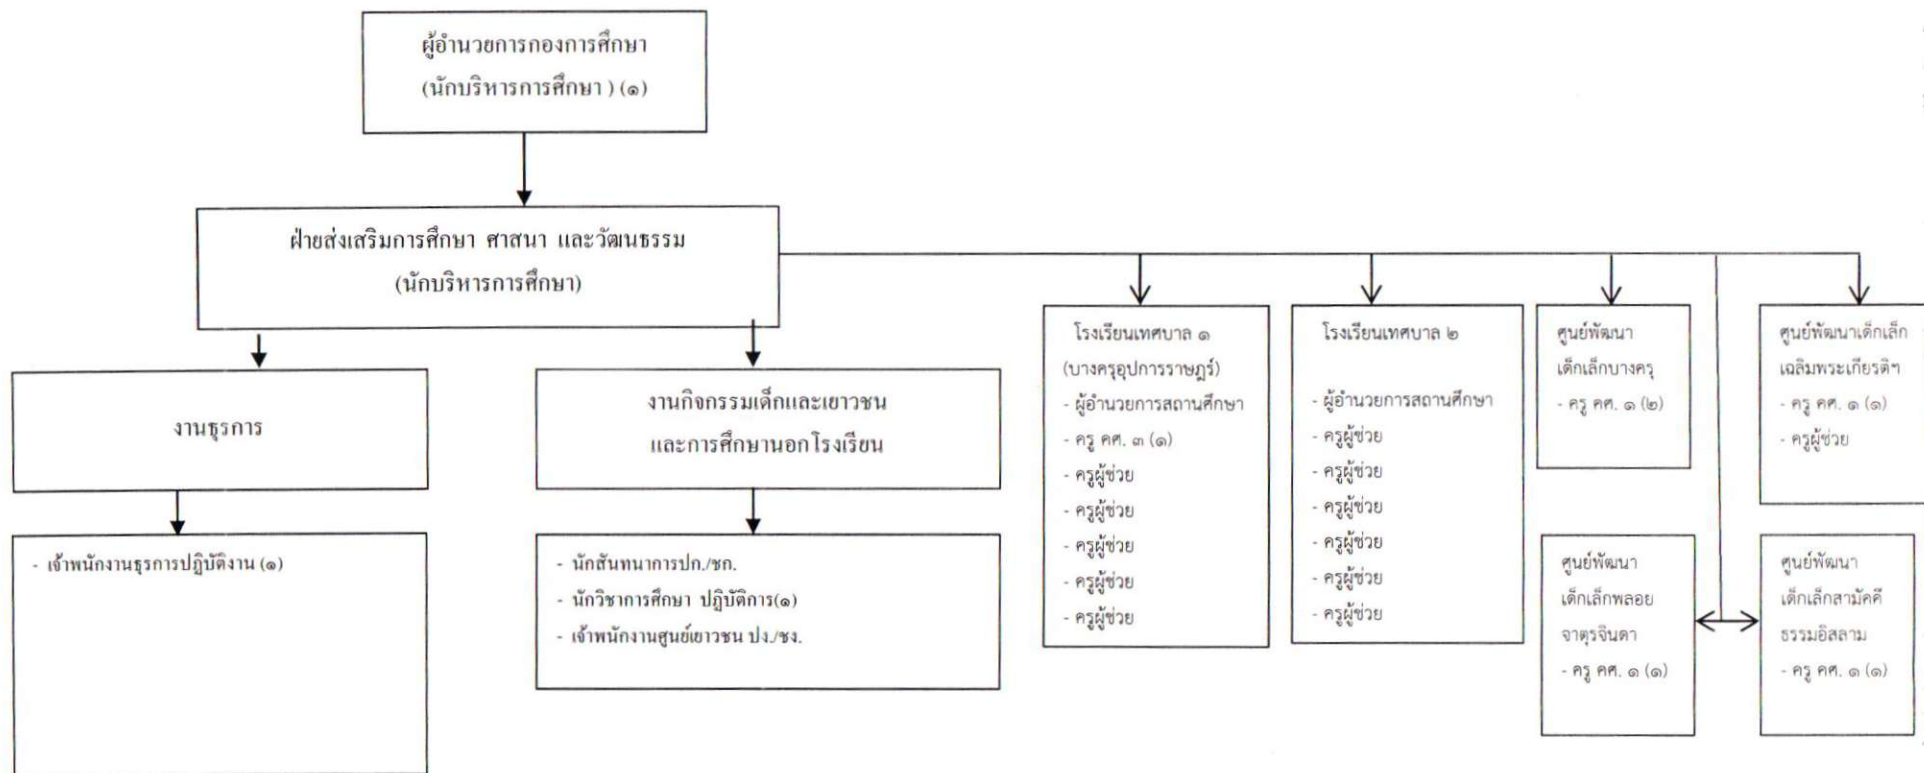 ผู้อำนวยการกองการศึกษา
(นักบริหารการศึกษา ) (๑)
ฝ่ายส่งเสริมการศึกษา ศาสนา และวัฒนธรรม
(นักบริหารการศึกษา)
งานธุรการ
- เจ้าพนักงานธุรการปฏิบัติงาน (๑)
งานกิจกรรมเด็กและเยาวชน
และการศึกษานอกโรงเรียน
- นักสันทนาการปก./ชก.
- นักวิชาการศึกษา ปฏิบัติการ(๑)
- เจ้าพนักงานศูนย์เยาวชน ปง./ชง.
โรงเรียนเทศบาล ๑
(บางครุอุปการราษฎร์)
- ผู้อำนวยการสถานศึกษา
- ครู คศ. ๓ (๑)
- ครูผู้ช่วย
- ครูผู้ช่วย
- ครูผู้ช่วย
- ครูผู้ช่วย
- ครูผู้ช่วย
โรงเรียนเทศบาล ๒
- ผู้อำนวยการสถานศึกษา
- ครูผู้ช่วย
- ครูผู้ช่วย
- ครูผู้ช่วย
- ครูผู้ช่วย
- ครูผู้ช่วย
- ครูผู้ช่วย
ศูนย์พัฒนา
เด็กเล็กบางครุ
- ครู คศ. ๑ (๒)
ศูนย์พัฒนาเด็กเล็ก
เฉลิมพระเกียรติฯ
- ครู คศ. ๑ (๑)
- ครูผู้ช่วย
ศูนย์พัฒนา
เด็กเล็กพลอย
จาตุรจินดา
- ครู คศ. ๑ (๑)
ศูนย์พัฒนา
เด็กเล็กสามัคคี
ธรรมอิสลาม
- ครู คศ. ๑ (๑)